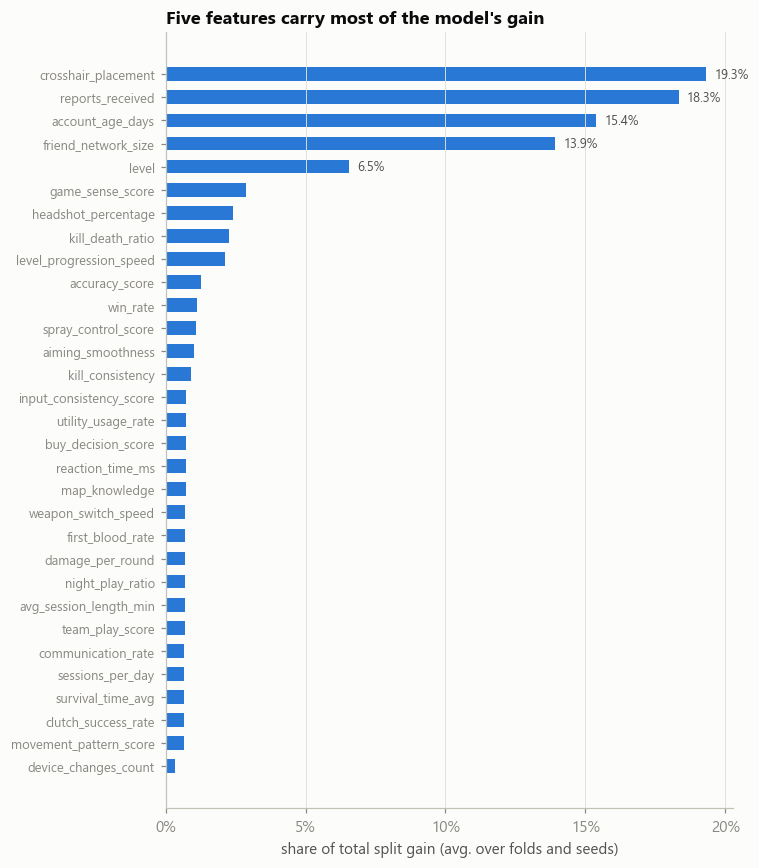 Five features carry most of the model's gain
crosshair_placement 19.3%
reports_received 18.3%
account_age_days 15.4%
friend_network_size 13.9%
level 6.5%
game_sense_score
headshot_percentage
kill_death_ratio
level_progression_speed
accuracy_score
win_rate
spray_control_score
aiming_smoothness
kill_consistency
input_consistency_score
utility_usage_rate
buy_decision_score
reaction_time_ms
map_knowledge
weapon_switch_speed
first_blood_rate
damage_per_round
night_play_ratio
avg_session_length_min
team_play_score
communication_rate
sessions_per_day
survival_time_avg
clutch_success_rate
movement_pattern_score
device_changes_count
0% 5% 10% 15% 20%
share of total split gain (avg. over folds and seeds)